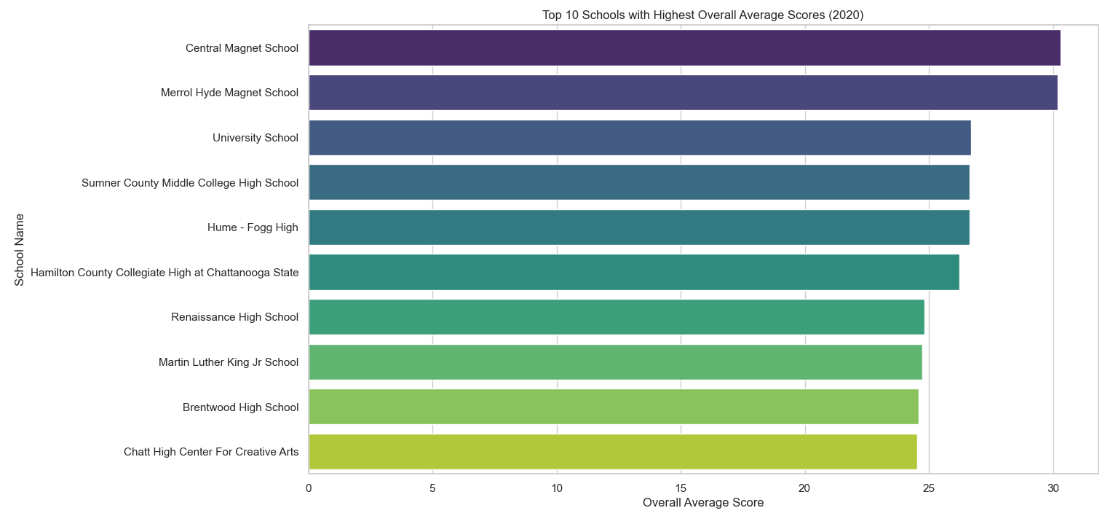 Top 10 Schools with Highest Overall Average Scores (2020)
School Name
Central Magnet School
Merrol Hyde Magnet School
University School
Sumner County Middle College High School
Hume - Fogg High
Hamilton County Collegiate High at Chattanooga State
Renaissance High School
Martin Luther King Jr School
Brentwood High School
Chatt High Center For Creative Arts
0 5 10 15 20 25 30
Overall Average Score